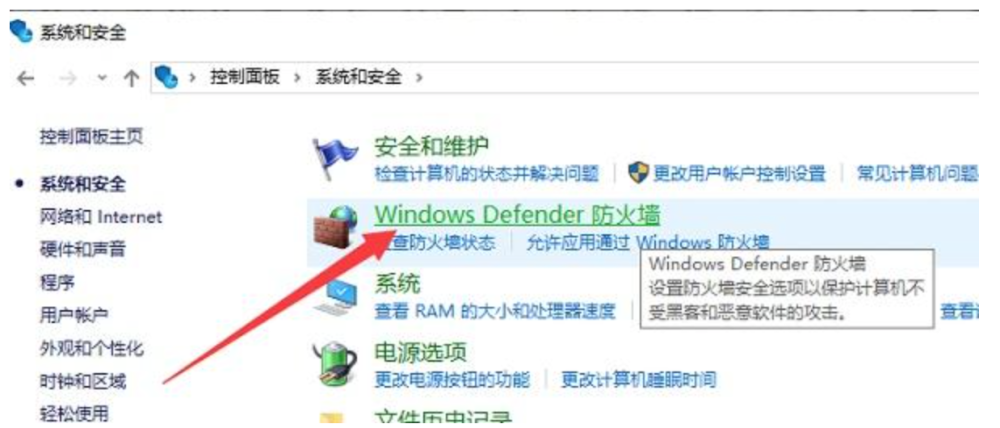 系统和安全
控制面板 › 系统和安全 ›
控制面板主页
系统和安全
网络和 Internet
硬件和声音
程序
用户帐户
外观和个性化
时钟和区域
轻松使用
安全和维护
检查计算机的状态并解决问题 更改用户帐户控制设置 常见计算机问题
Windows Defender 防火墙
查防火墙状态 允许应用通过 Windows 防火墙
Windows Defender 防火墙
设置防火墙安全选项以保护计算机不
受黑客和恶意软件的攻击。
系统
查看 RAM 的大小和处理器速度 查看
电源选项
更改电源按钮的功能 更改计算机睡眠时间
文件历史记录